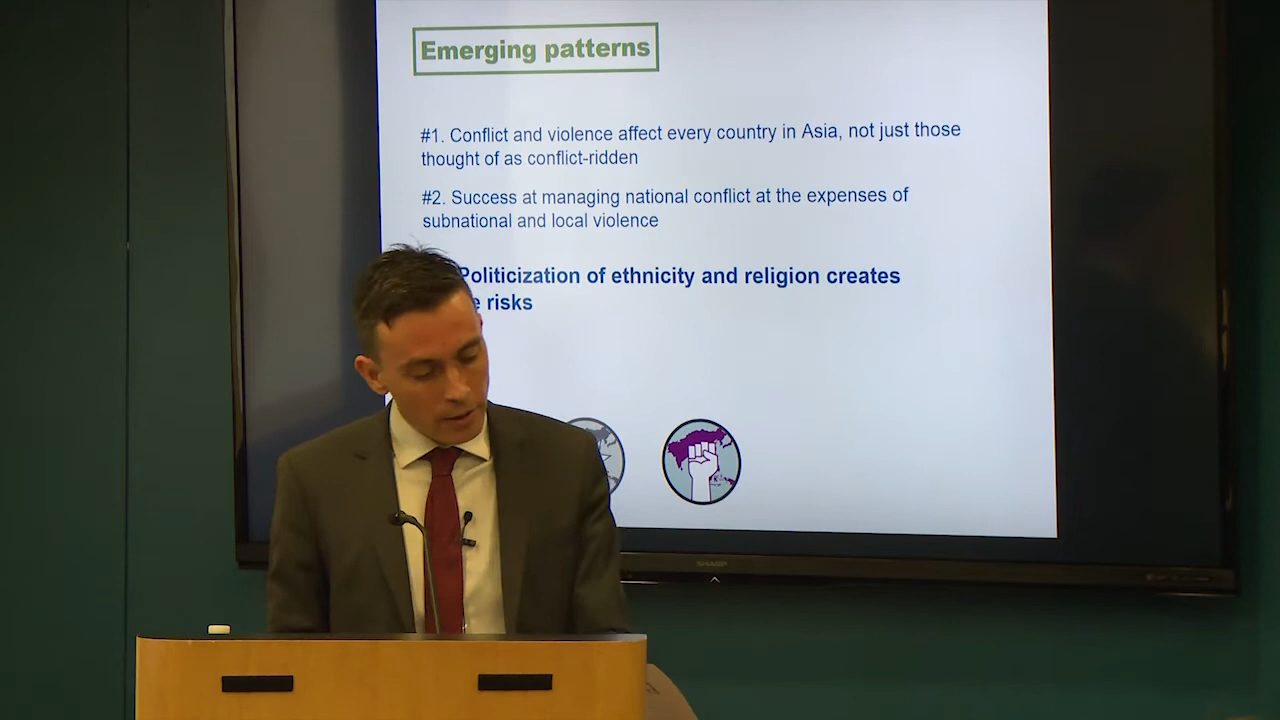 Emerging patterns
#1. Conflict and violence affect every country in Asia, not just those
thought of as conflict-ridden
#2. Success at managing national conflict at the expenses of
subnational and local violence
Politicization of ethnicity and religion creates
risks
SHARP